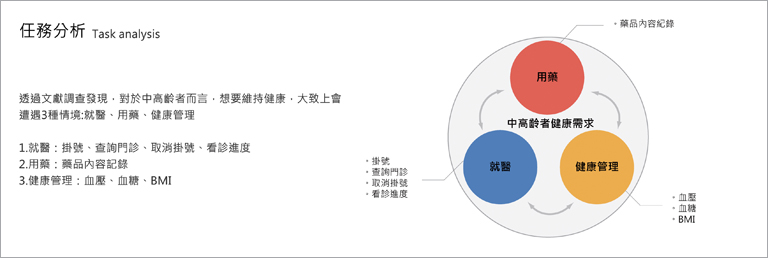 任務分析 Task analysis
透過文獻調查發現，對於中高齡者而言，想要維持健康，大致上會
遭遇3種情境:就醫、用藥、健康管理
1.就醫：掛號、查詢門診、取消掛號、看診進度
2.用藥：藥品內容記錄
3.健康管理：血壓、血糖、BMI
•藥品內容紀錄
用藥
中高齡者健康需求
就醫
健康管理
•掛號
•查詢門診
•取消掛號
•看診進度
•血壓
•血糖
•BMI